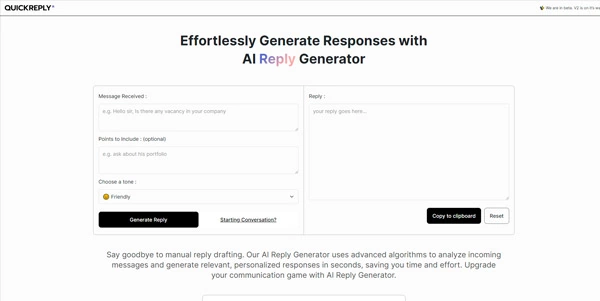 QUICKREPLY
We are in beta. V2 is on it's wa
Effortlessly Generate Responses with
AI Reply Generator
Message Received :
e.g. Hello sir, Is there any vacancy in your company
Points to Include : (optional)
e.g. ask about his portfolio
Choose a tone :
Friendly
Generate Reply
Starting Conversation?
Reply :
your reply goes here...
Copy to clipboard
Reset
Say goodbye to manual reply drafting. Our AI Reply Generator uses advanced algorithms to analyze incoming
messages and generate relevant, personalized responses in seconds, saving you time and effort. Upgrade
your communication game with AI Reply Generator.